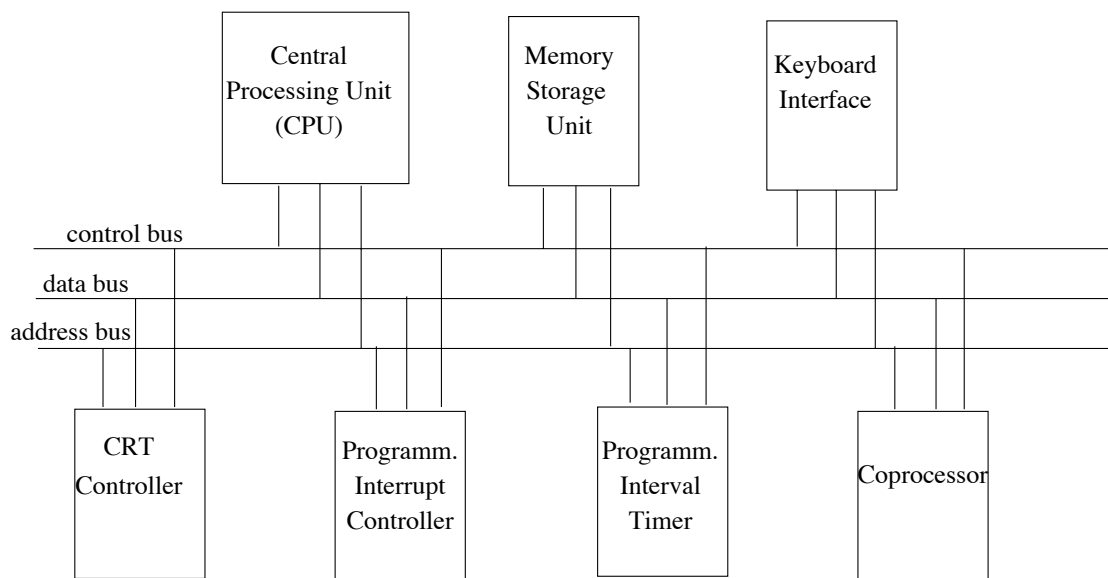 Central
Processing Unit
(CPU)
Memory
Storage
Unit
Keyboard
Interface
control bus
data bus
address bus
CRT
Controller
Programm.
Interrupt
Controller
Programm.
Interval
Timer
Coprocessor